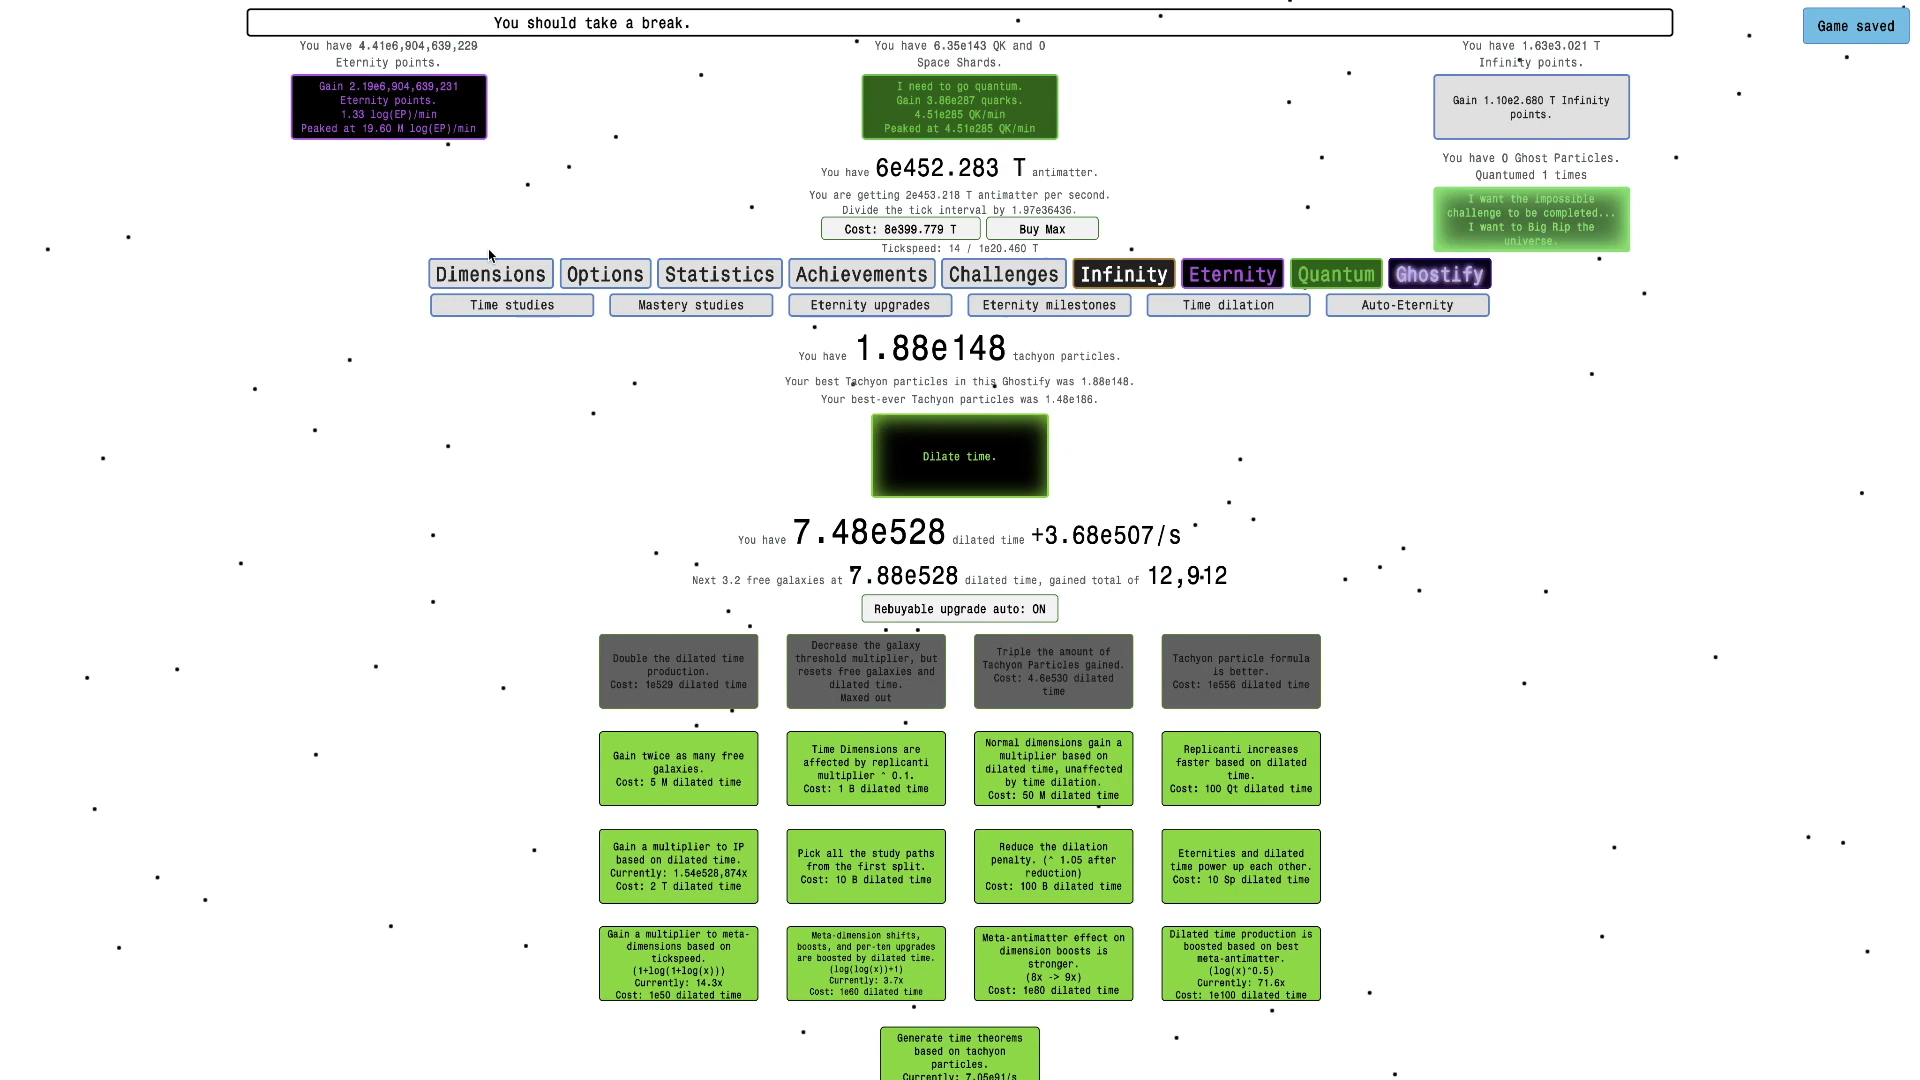 You should take a break.
Game saved
You have 4.41e6,904,639,229
Eternity points.
Gain 2.19e6,904,639,231
Eternity points.
1.33 log(EP)/min
Peaked at 19.60 M log(EP)/min
You have 6.35e143 QK and 0
Space Shards.
I need to go quantum.
Gain 3.86e287 quarks.
4.51e285 QK/min
Peaked at 4.51e285 QK/min
You have 1.63e3.021 T
Infinity points.
Gain 1.10e2.680 T Infinity
points.
You have 0 Ghost Particles.
Quantumed 1 times
I want the impossible
challenge to be completed...
I want to Big Rip the
universe.
You have 6e452.283 T antimatter.
You are getting 2e453.218 T antimatter per second.
Divide the tick interval by 1.97e36436.
Cost: 8e399.779 T
Buy Max
Tickspeed: 14 / 1e20.460 T
Dimensions
Options
Statistics
Achievements
Challenges
Infinity
Eternity
Quantum
Ghostify
Time studies
Mastery studies
Eternity upgrades
Eternity milestones
Time dilation
Auto-Eternity
You have 1.88e148 tachyon particles.
Your best Tachyon particles in this Ghostify was 1.88e148.
Your best-ever Tachyon particles was 1.48e186.
Dilate time.
You have 7.48e528 dilated time +3.68e507/s
Next 3.2 free galaxies at 7.88e528 dilated time, gained total of 12,912
Rebuyable upgrade auto: ON
Double the dilated time
production.
Cost: 1e529 dilated time
Decrease the galaxy
threshold multiplier, but
resets free galaxies and
dilated time.
Maxed out
Triple the amount of
Tachyon Particles gained.
Cost: 4.6e530 dilated
time
Tachyon particle formula
is better.
Cost: 1e556 dilated time
Gain twice as many free
galaxies.
Cost: 5 M dilated time
Time Dimensions are
affected by replicanti
multiplier ^ 0.1.
Cost: 1 B dilated time
Normal dimensions gain a
multiplier based on
dilated time, unaffected
by time dilation.
Cost: 50 M dilated time
Replicanti increases
faster based on dilated
time.
Cost: 100 Qt dilated time
Gain a multiplier to IP
based on dilated time.
Currently: 1.54e528,874x
Cost: 2 T dilated time
Pick all the study paths
from the first split.
Cost: 10 B dilated time
Reduce the dilation
penalty. (^ 1.05 after
reduction)
Cost: 100 B dilated time
Eternities and dilated
time power up each other.
Cost: 10 Sp dilated time
Gain a multiplier to meta-
dimensions based on
tickspeed.
(1+log(1+log(x)))
Currently: 14.3x
Cost: 1e50 dilated time
Meta-dimension shifts,
boosts, and per-ten upgrades
are boosted by dilated time.
(log(log(x))+1)
Currently: 3.7x
Cost: 1e60 dilated time
Meta-antimatter effect on
dimension boosts is
stronger.
(8x -> 9x)
Cost: 1e80 dilated time
Dilated time production is
boosted based on best
meta-antimatter.
(log(x)^0.5)
Currently: 71.6x
Cost: 1e100 dilated time
Generate time theorems
based on tachyon
particles.
Currently: 7.05e91/s